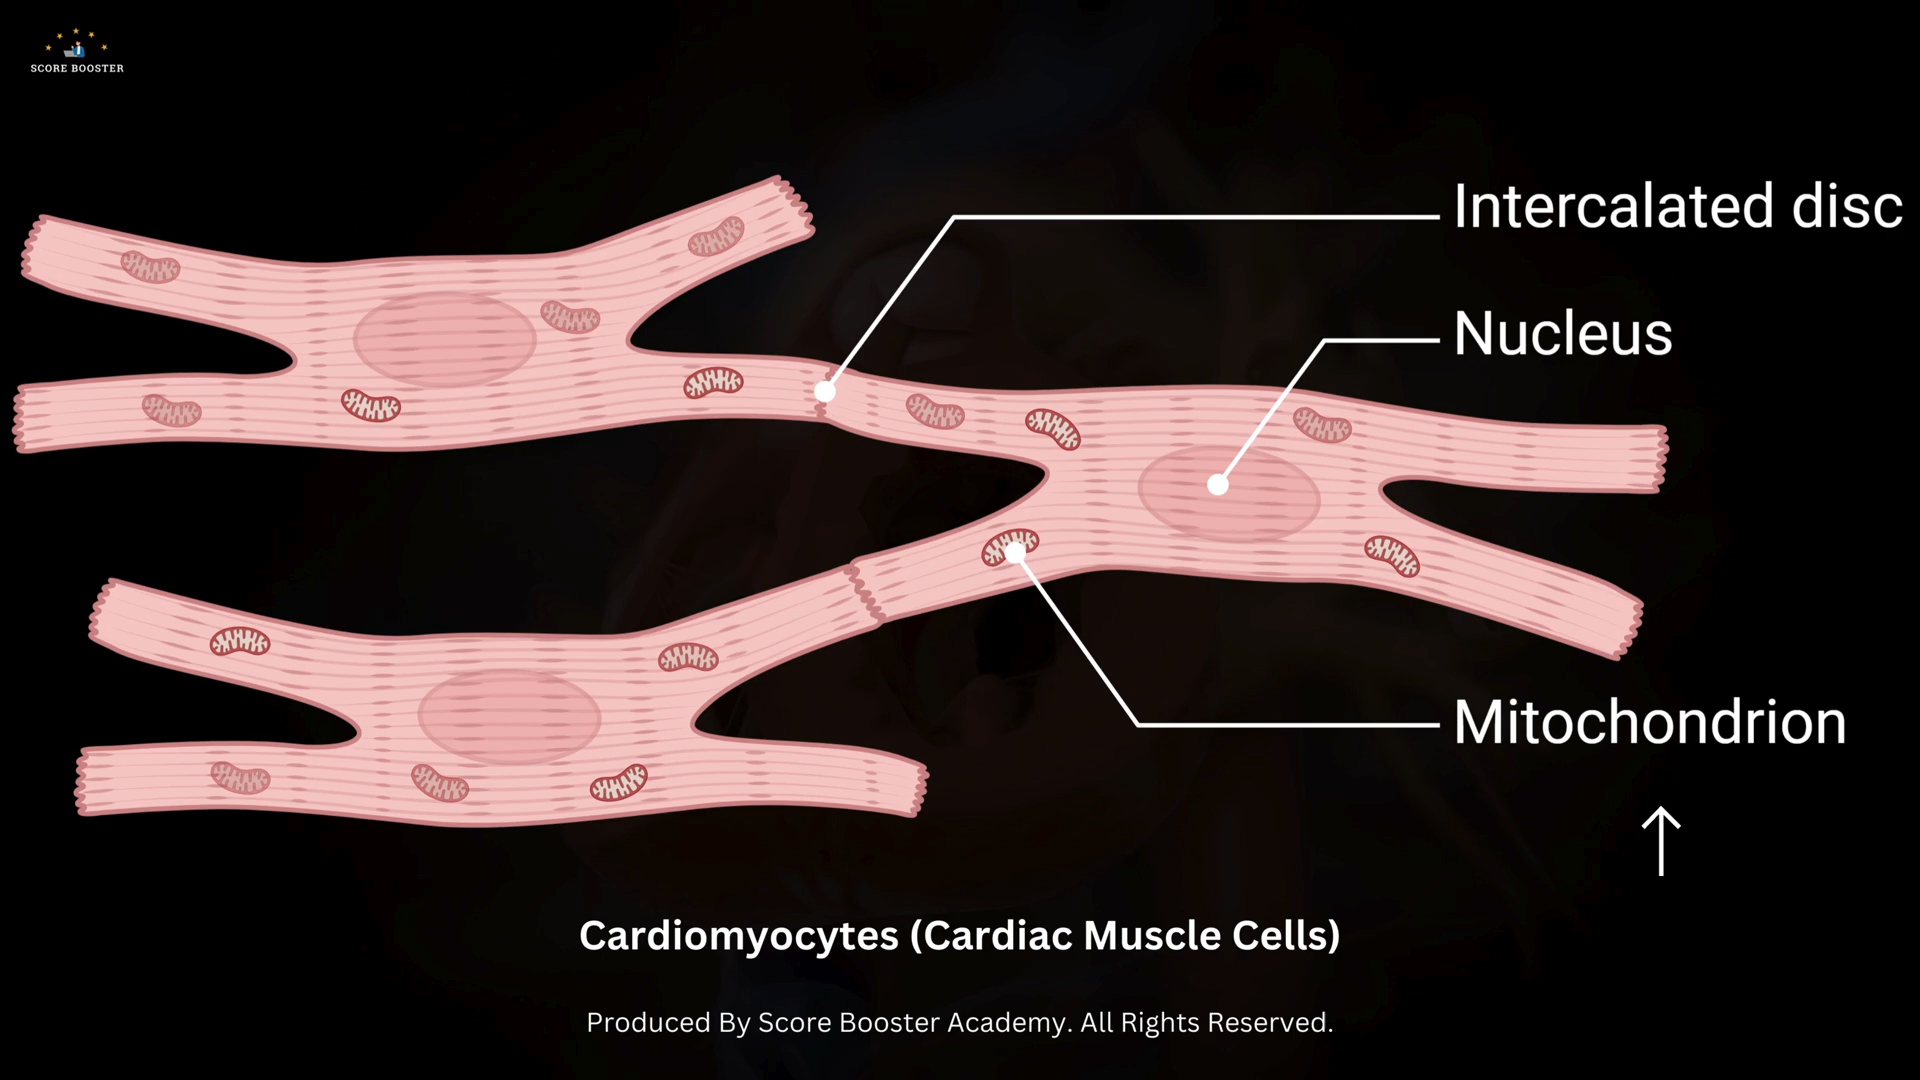 SCORE BOOSTER
Intercalated disc
Nucleus
Mitochondrion
Cardiomyocytes (Cardiac Muscle Cells)
Produced By Score Booster Academy. All Rights Reserved.